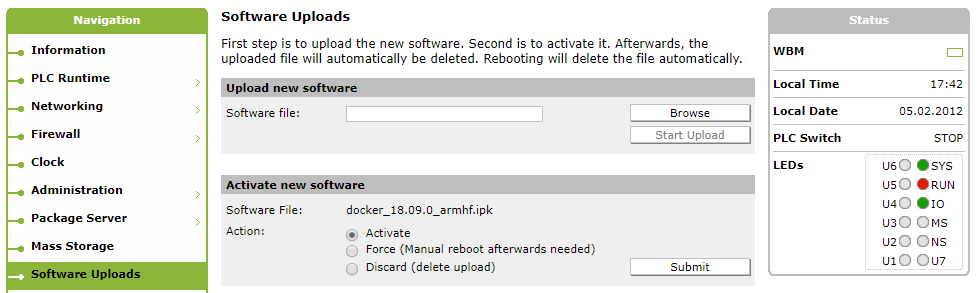 Navigation
Information
PLC Runtime
Networking
Firewall
Clock
Administration
Package Server
Mass Storage
Software Uploads
Software Uploads
First step is to upload the new software. Second is to activate it. Afterwards, the
uploaded file will automatically be deleted. Rebooting will delete the file automatically.
Upload new software
Software file:
Browse
Start Upload
Activate new software
Software File: docker_18.09.0_armhf.ipk
Action: Activate
Force (Manual reboot afterwards needed)
Discard (delete upload)
Submit
Status
WBM
Local Time 17:42
Local Date 05.02.2012
PLC Switch STOP
LEDs
U6 SYS
U5 RUN
U4 IO
U3 MS
U2 NS
U1 U7